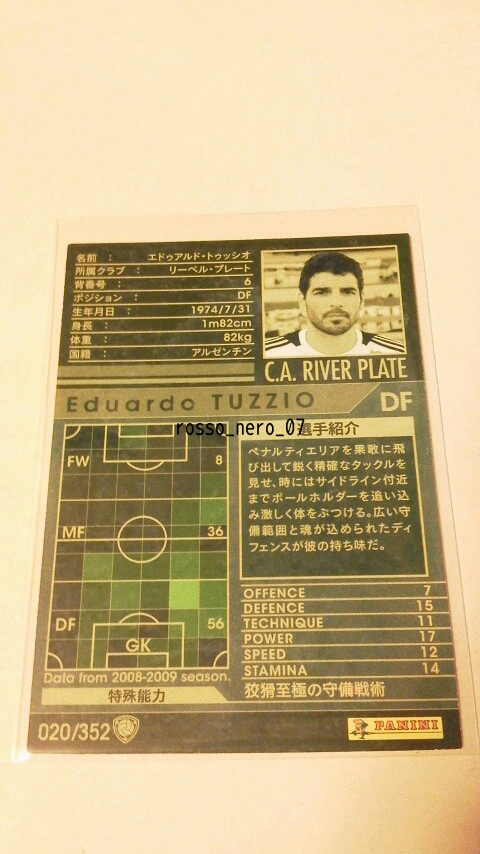 名前 : エドゥアルド・トゥッシオ
所属クラブ : リーベル・プレート
背番号 : 6
ポジション : DF
生年月日 : 1974/7/31
身長 : 1m82cm
体重 : 82kg
国籍 : アルゼンチン
C.A. RIVER PLATE
Eduardo TUZZIO DF
rosso_nero_07
選手紹介
ペナルティエリアを果敢に飛
び出して鋭く精確なタックルを
見せ、時にはサイドライン付近
までボールホルダーを追い込
み激しく体をぶつける。広い守
備範囲と魂が込められたディ
フェンスが彼の持ち味だ。
FW 8
MF 36
DF 56
GK
Data from 2008-2009 season.
OFFENCE 7
DEFENCE 15
TECHNIQUE 11
POWER 17
SPEED 12
STAMINA 14
特殊能力 狡猾至極の守備戦術
020/352
PANINI